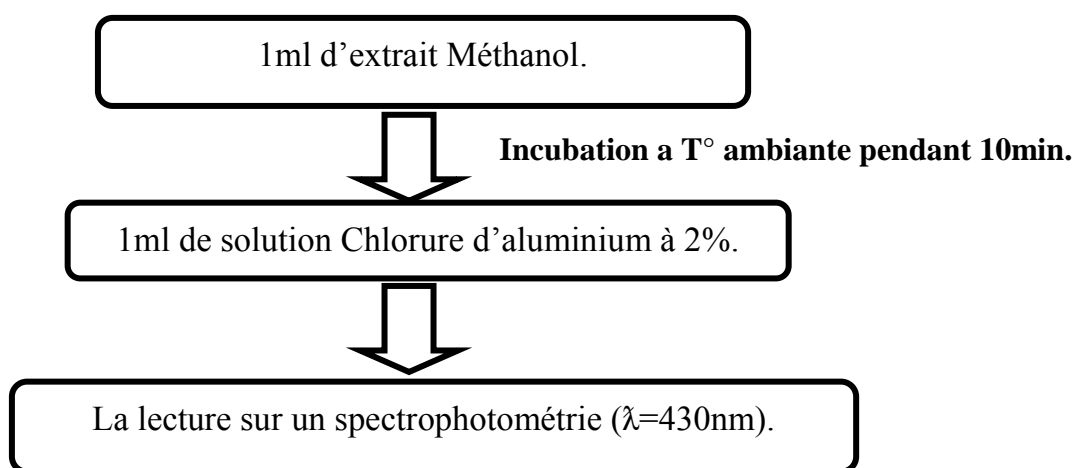 1ml d’extrait Méthanol.
Incubation a T° ambiante pendant 10min.
1ml de solution Chlorure d’aluminium à 2%.
La lecture sur un spectrophotométrie (ƛ=430nm).